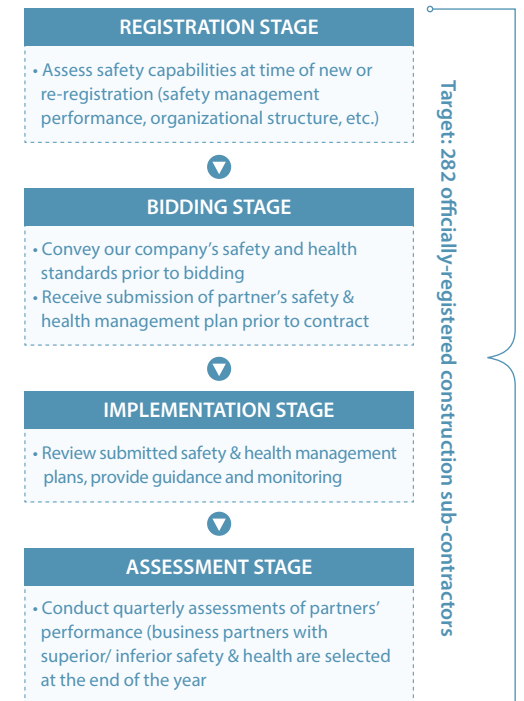 REGISTRATION STAGE
• Assess safety capabilities at time of new or
re-registration (safety management
performance, organizational structure, etc.)
BIDDING STAGE
• Convey our company’s safety and health
standards prior to bidding
• Receive submission of partner’s safety &
health management plan prior to contract
IMPLEMENTATION STAGE
• Review submitted safety & health management
plans, provide guidance and monitoring
ASSESSMENT STAGE
• Conduct quarterly assessments of partners’
performance (business partners with
superior/ inferior safety & health are selected
at the end of the year
Target: 282 officially-registered construction sub-contractors